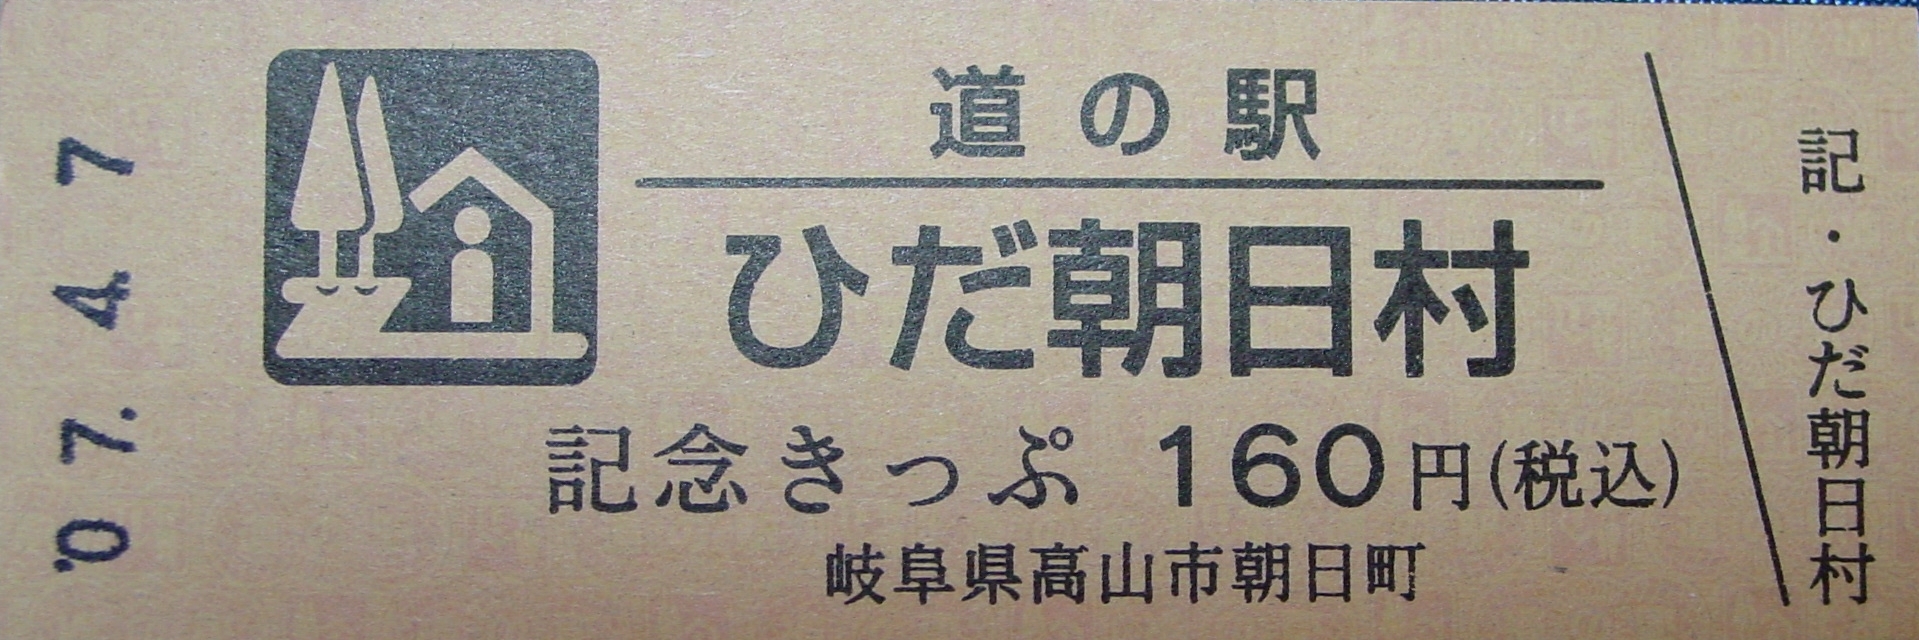 '07. 4. 7
道の駅
ひだ朝日村
記念きっぷ 160円(税込)
岐阜県高山市朝日町
記・ひだ朝日村